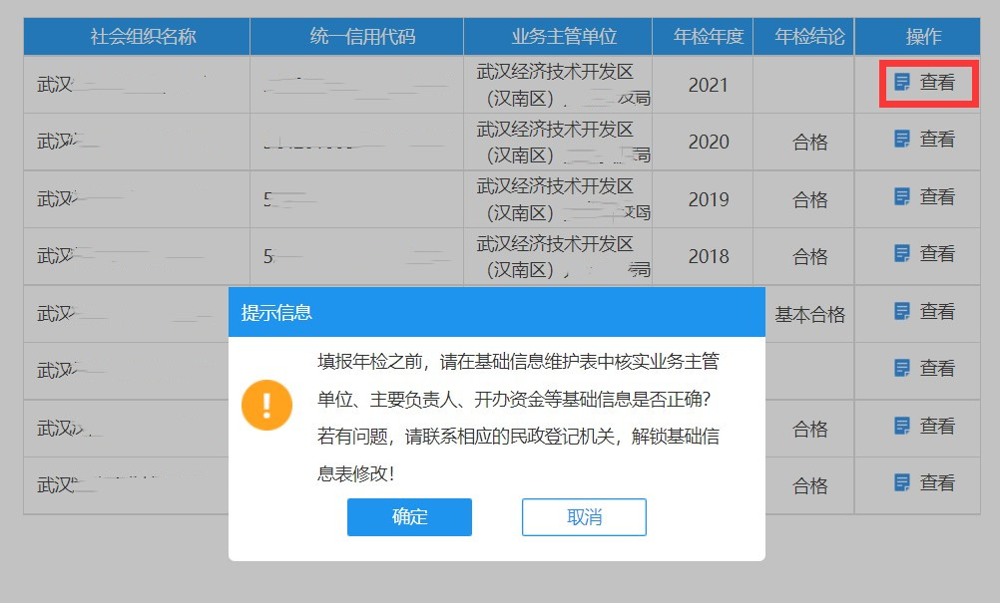 社会组织名称 统一信用代码 业务主管单位 年检年度 年检结论 操作
武汉 武汉经济技术开发区 2021 查看
（汉南区） 局
武汉 武汉经济技术开发区 2020 合格 查看
（汉南区） 局
武汉 5 武汉经济技术开发区 2019 合格 查看
（汉南区） 局
武汉 5 武汉经济技术开发区 2018 合格 查看
（汉南区） 局
武汉 基本合格 查看
武汉 查看
武汉 合格 查看
武汉 合格 查看
提示信息
填报年检之前，请在基础信息维护表中核实业务主管
单位、主要负责人、开办资金等基础信息是否正确？
若有问题，请联系相应的民政登记机关，解锁基础信
息表修改！
确定 取消